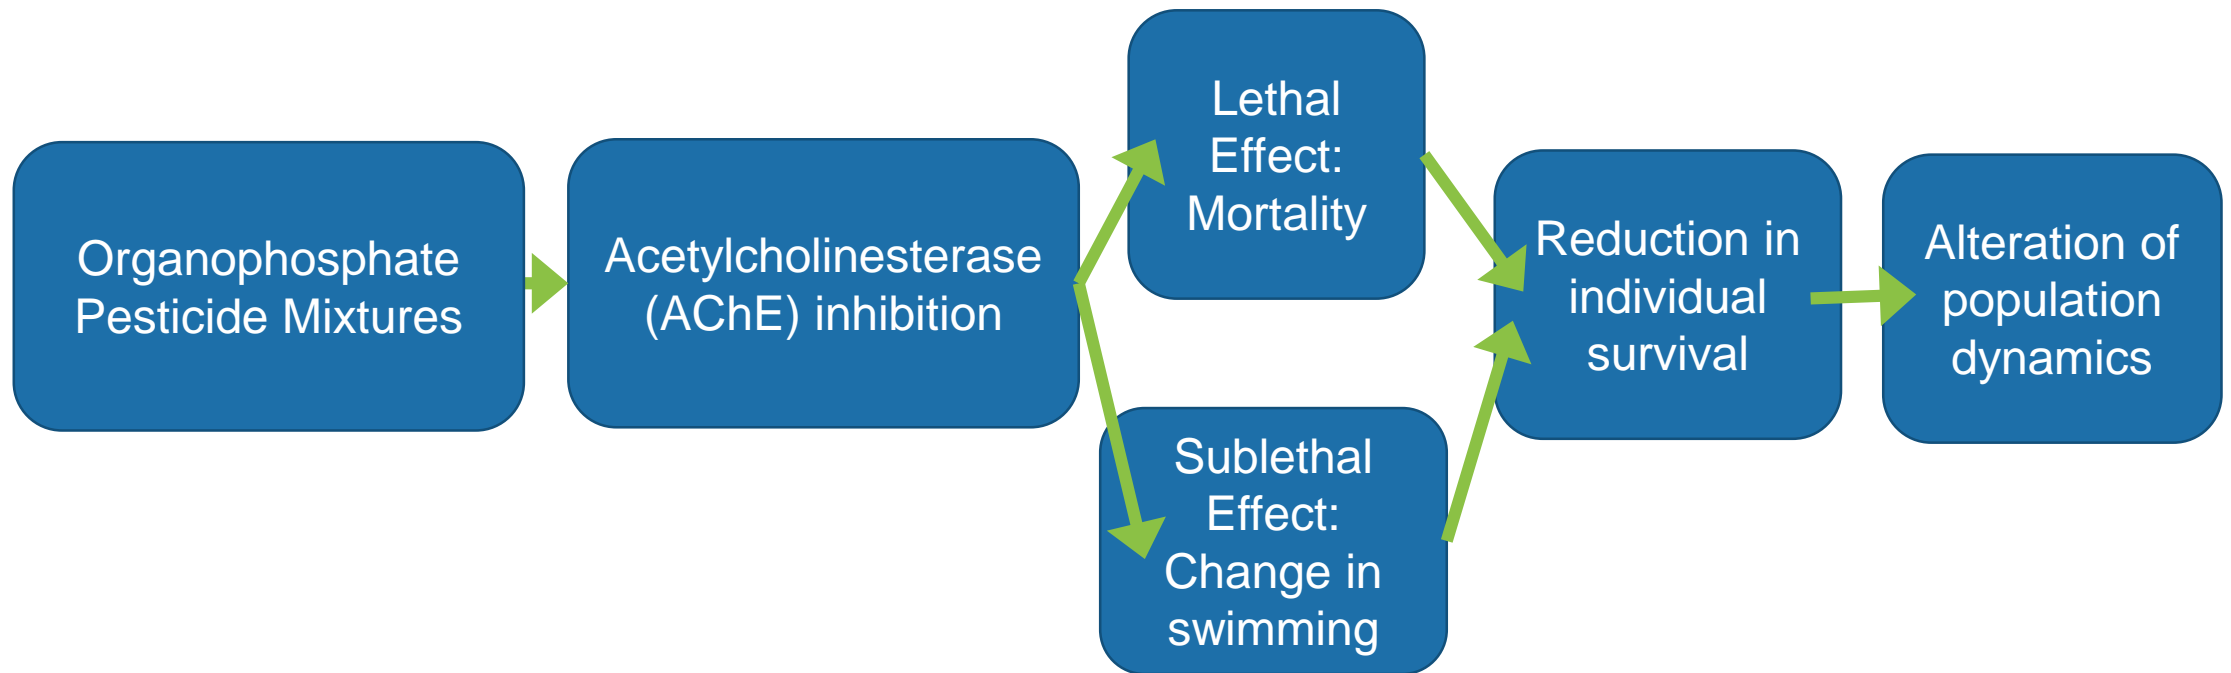 Organophosphate
Pesticide Mixtures
Acetylcholinesterase
(AChE) inhibition
Lethal
Effect:
Mortality
Sublethal
Effect:
Change in
swimming
Reduction in
individual
survival
Alteration of
population
dynamics